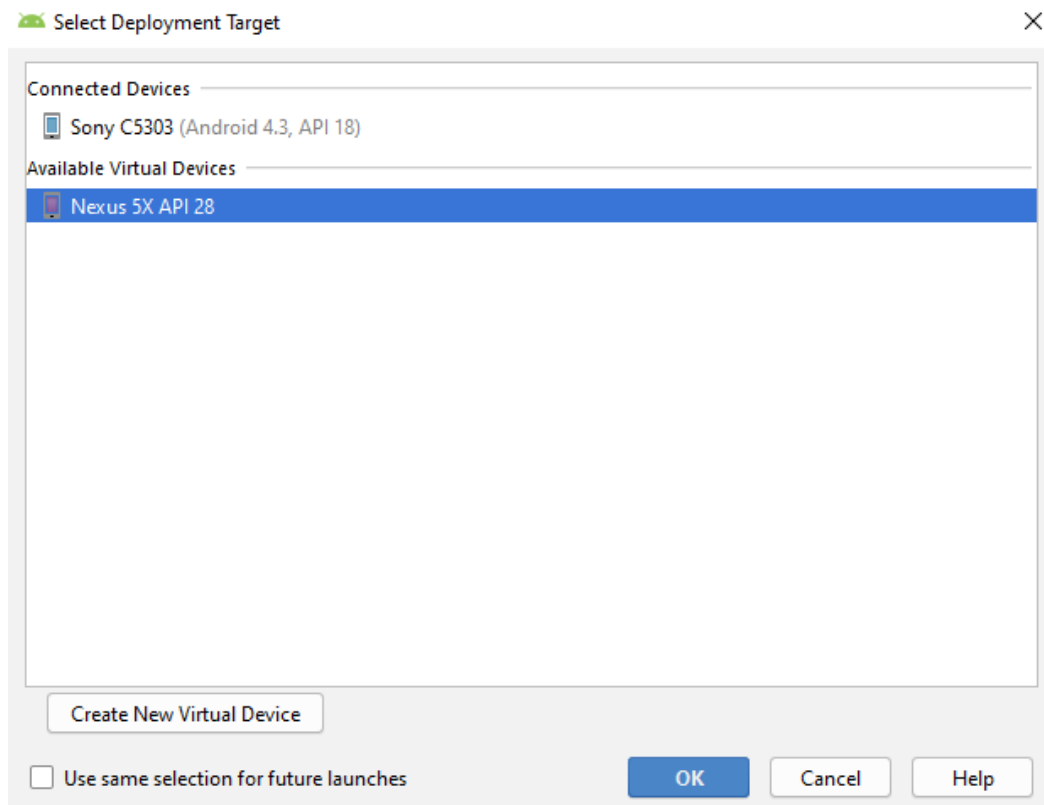 Select Deployment Target
Connected Devices
Sony C5303 (Android 4.3, API 18)
Available Virtual Devices
Nexus 5X API 28
Create New Virtual Device
Use same selection for future launches
OK Cancel Help